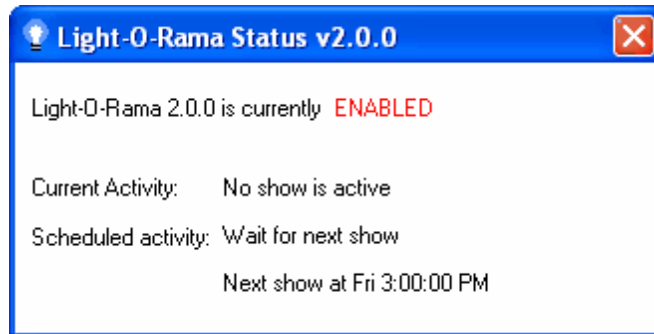 Light-O-Rama Status v2.0.0
Light-O-Rama 2.0.0 is currently ENABLED
Current Activity: No show is active
Scheduled activity: Wait for next show
Next show at Fri 3:00:00 PM